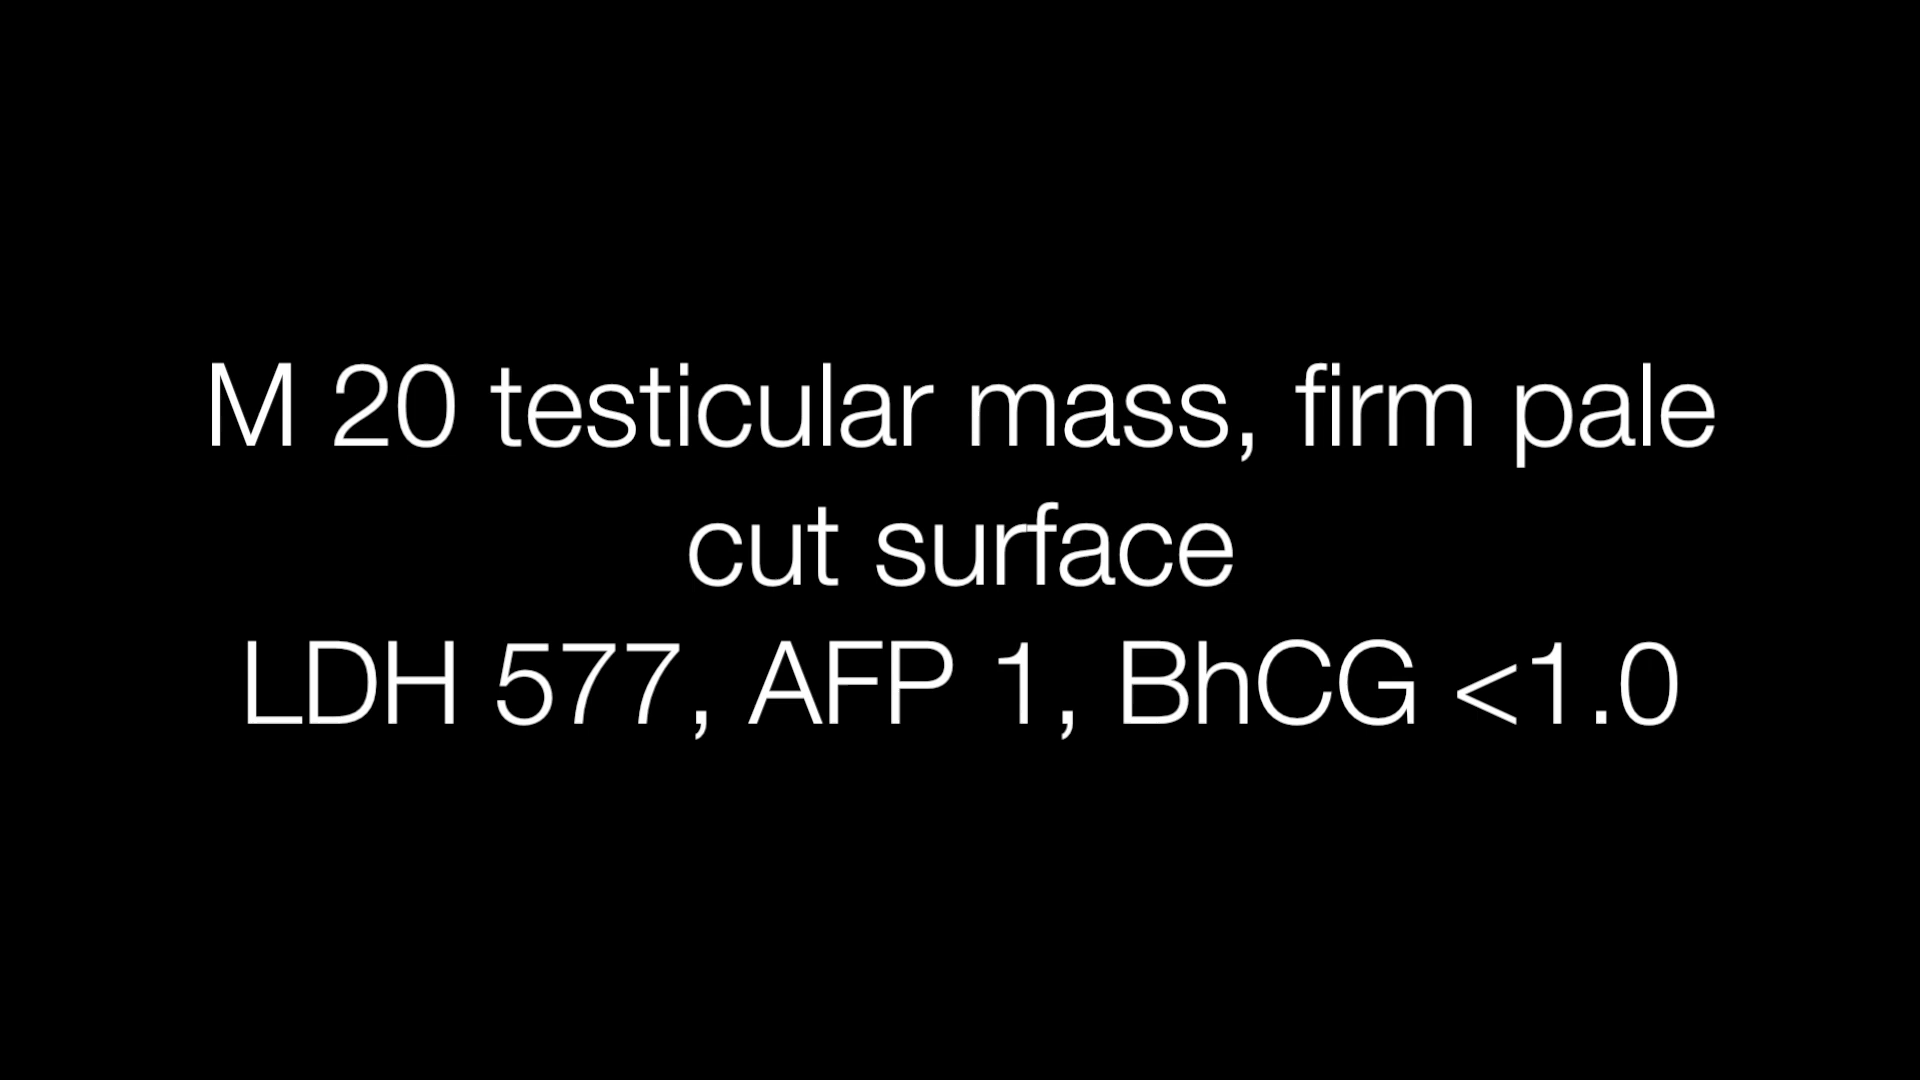 M 20 testicular mass, firm pale
cut surface
LDH 577, AFP 1, BhCG <1.0